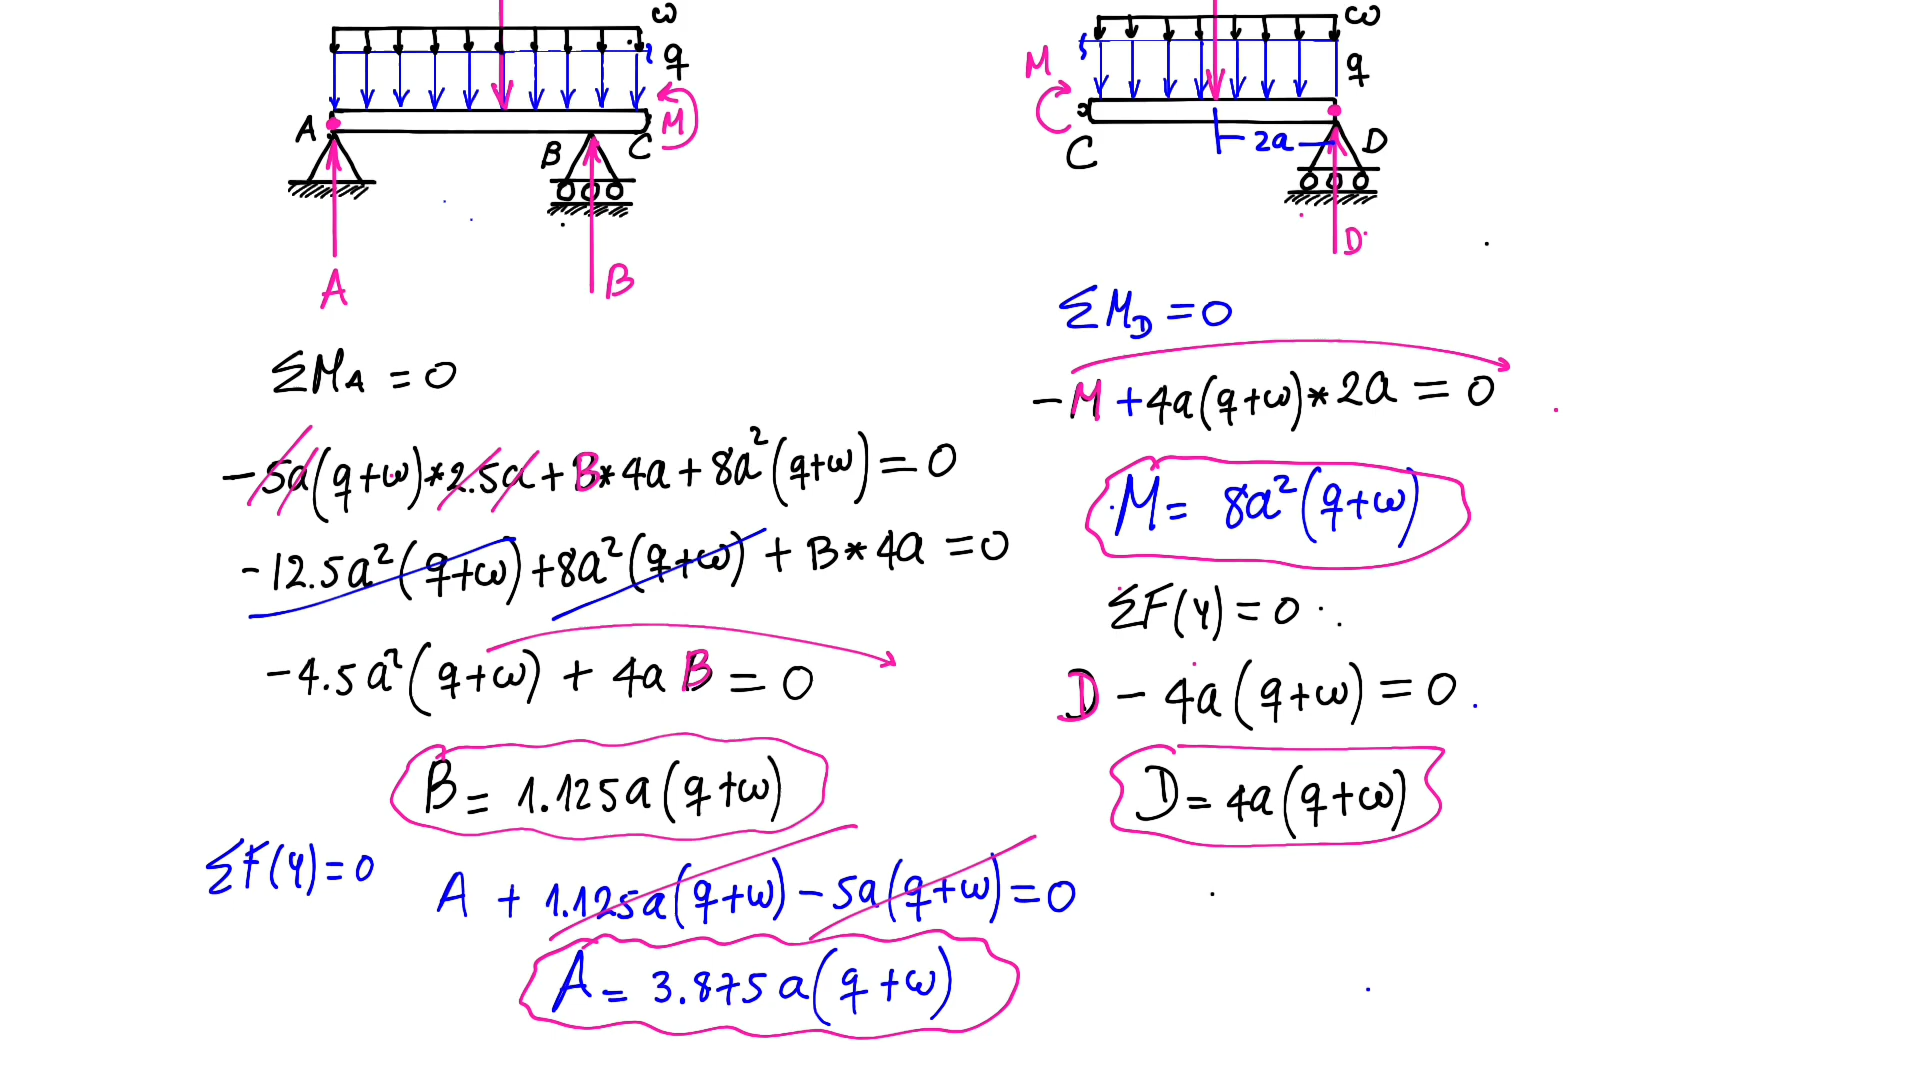 ω
q
A
B
C
M
A
B
ΣM_A = 0
-5a(q+ω)*2.5a + B*4a + 8a²(q+ω) = 0
-12.5a²(q+ω) + 8a²(q+ω) + B*4a = 0
-4.5a²(q+ω) + 4aB = 0
B = 1.125a(q+ω)
ΣF(y) = 0
A + 1.125a(q+ω) - 5a(q+ω) = 0
A = 3.875a(q+ω)
ω
q
M
C
2a
D
D
ΣM_D = 0
-M + 4a(q+ω)*2a = 0
M = 8a²(q+ω)
ΣF(y) = 0
D - 4a(q+ω) = 0
D = 4a(q+ω)